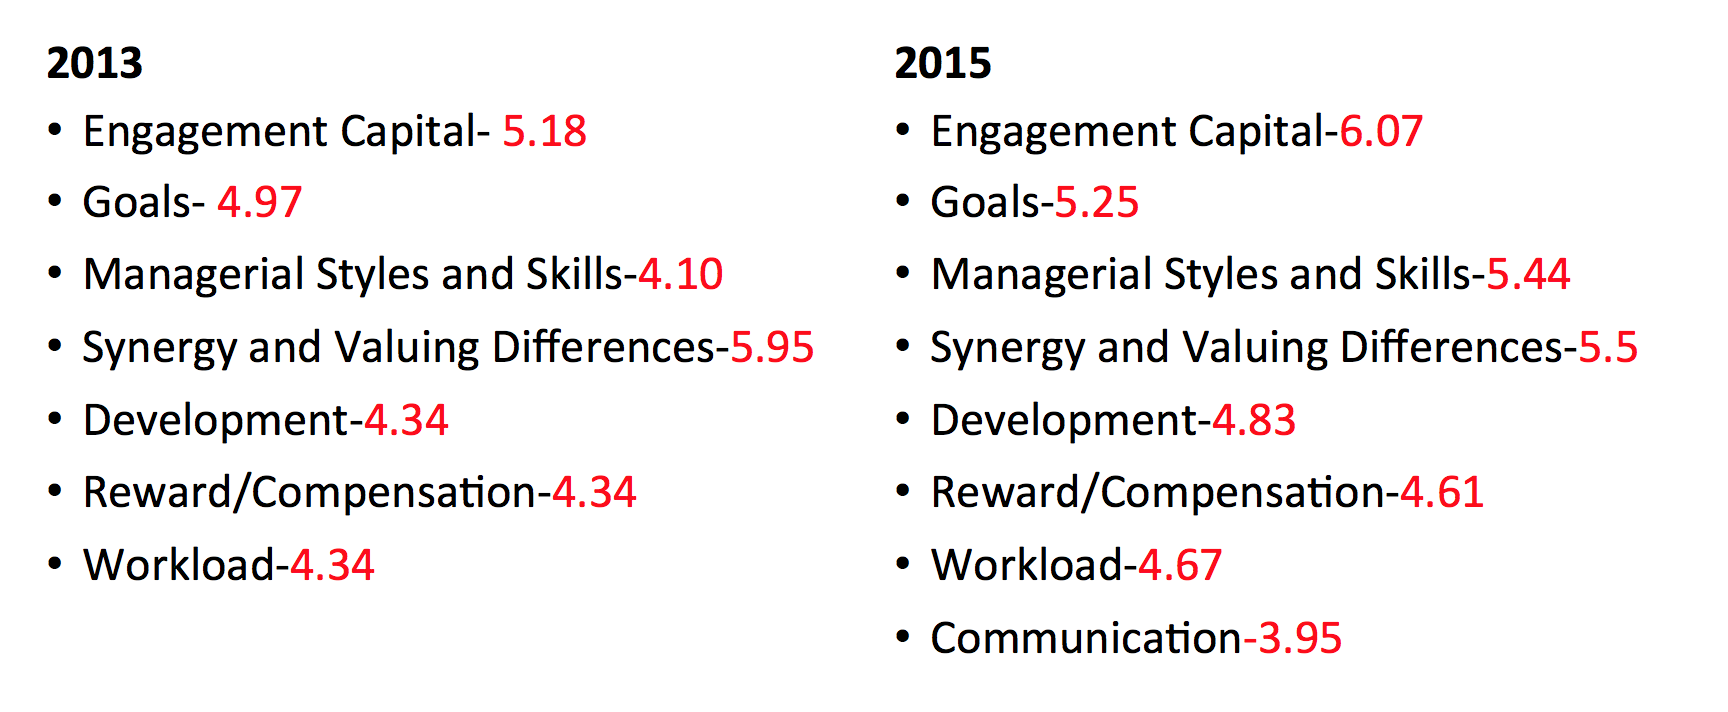 2013
• Engagement Capital- 5.18
• Goals- 4.97
• Managerial Styles and Skills-4.10
• Synergy and Valuing Differences-5.95
• Development-4.34
• Reward/Compensation-4.34
• Workload-4.34
2015
• Engagement Capital-6.07
• Goals-5.25
• Managerial Styles and Skills-5.44
• Synergy and Valuing Differences-5.5
• Development-4.83
• Reward/Compensation-4.61
• Workload-4.67
• Communication-3.95